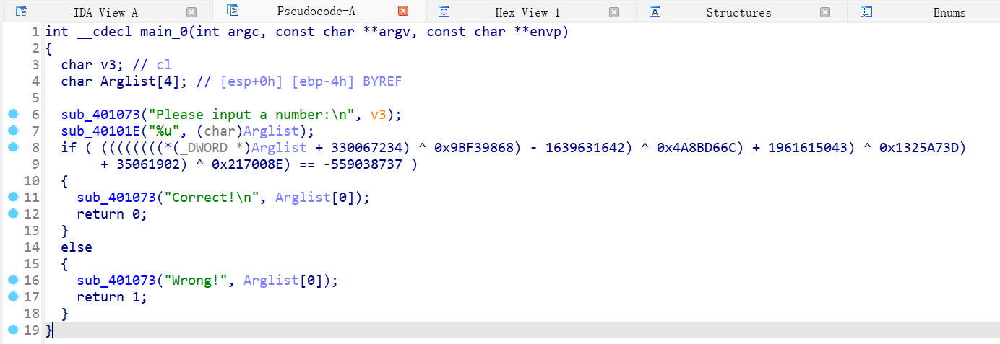 IDA View-A Pseudocode-A Hex View-1 Structures Enums
1 int __cdecl main_0(int argc, const char **argv, const char **envp)
2 {
3 char v3; // cl
4 char Arglist[4]; // [esp+0h] [ebp-4h] BYREF
5
6 sub_401073("Please input a number:\n", v3);
7 sub_40101E("%u", (char)Arglist);
8 if ( ((((((((*(_DWORD *)Arglist + 330067234) ^ 0x9BF39868) - 1639631642) ^ 0x4A8BD66C) + 1961615043) ^ 0x1325A73D)
9 + 35061902) ^ 0x217008E) == -559038737 )
10 {
11 sub_401073("Correct!\n", Arglist[0]);
12 return 0;
13 }
14 else
15 {
16 sub_401073("Wrong!", Arglist[0]);
17 return 1;
18 }
19 }